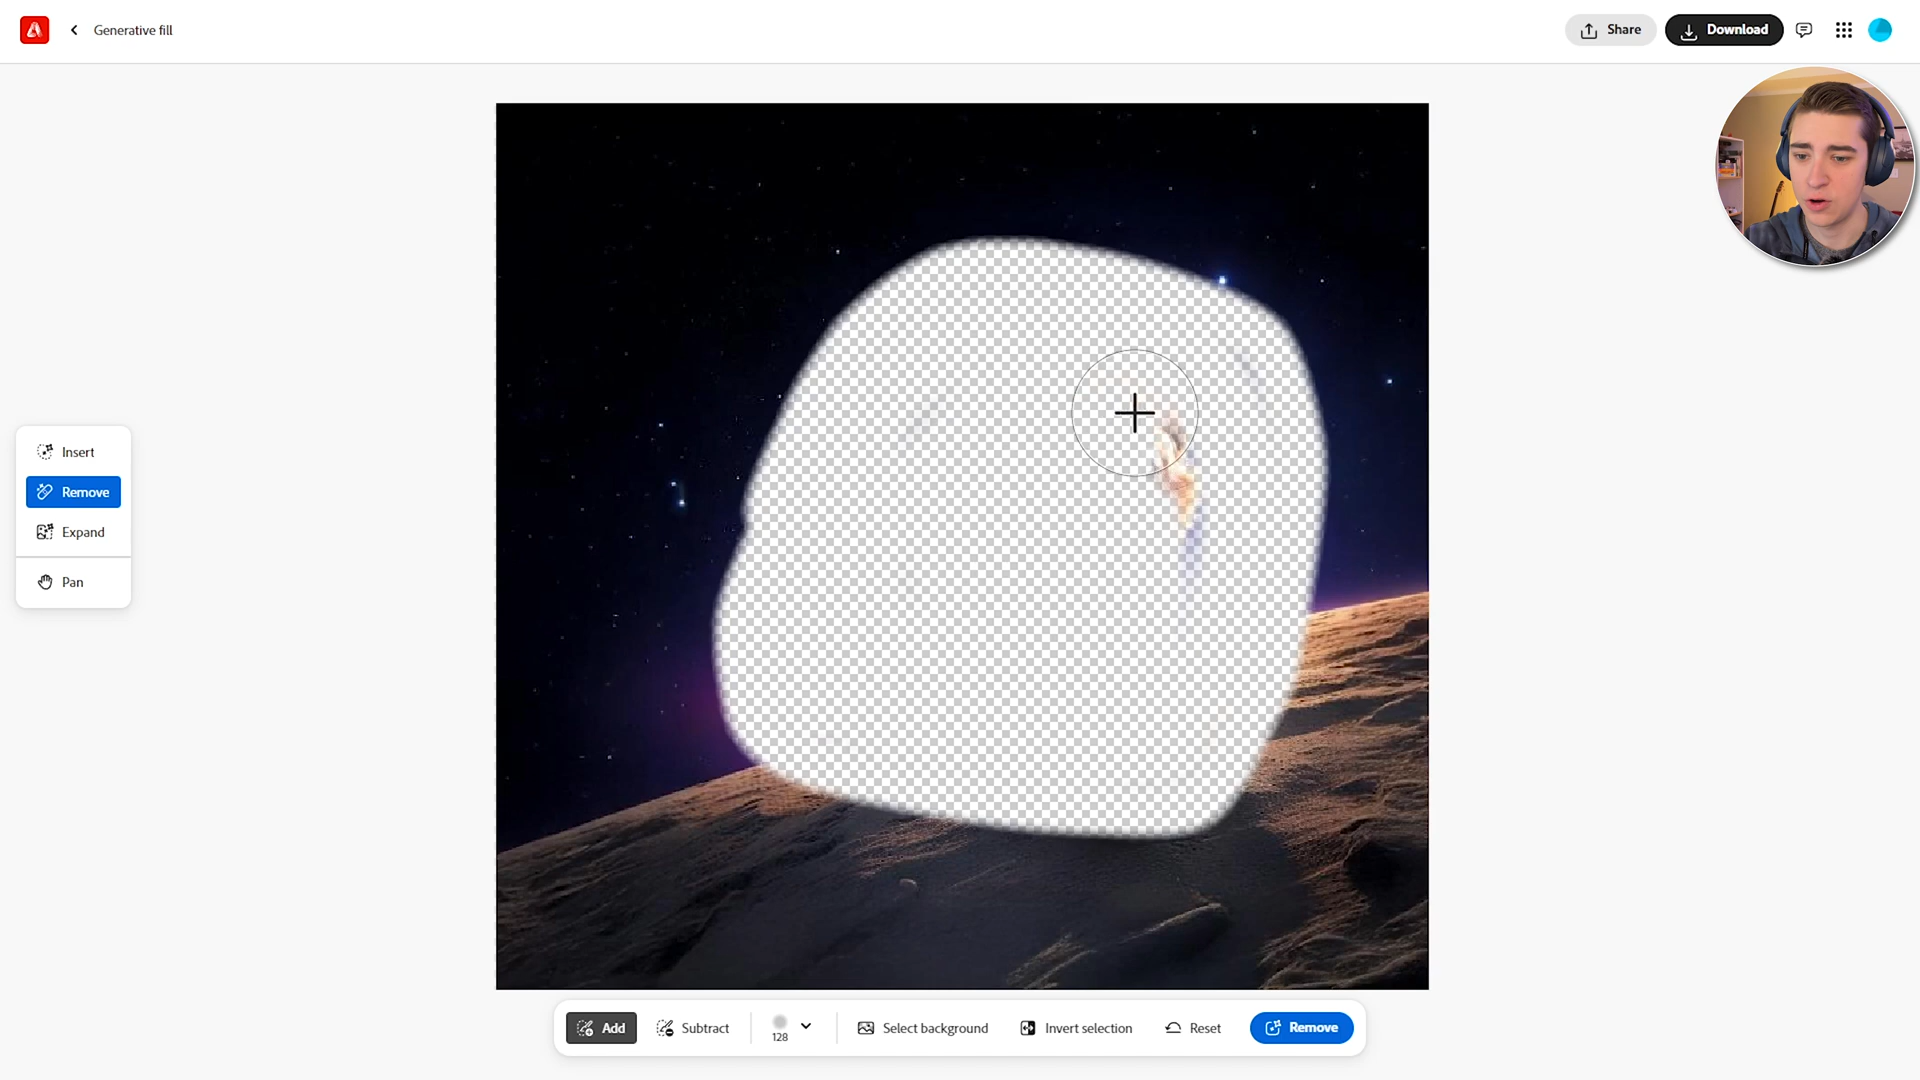 Generative fill
Share
Download
Insert
Remove
Expand
Pan
Add
Subtract
128
Select background
Invert selection
Reset
Remove